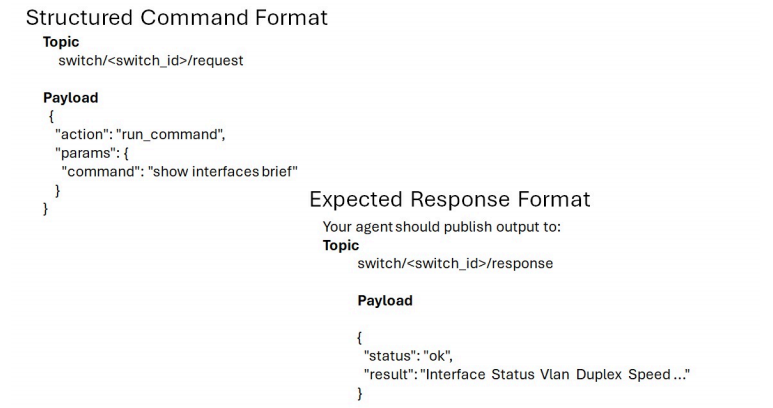 Structured Command Format
Topic
switch/<switch_id>/request
Payload
{
"action": "run_command",
"params": {
"command": "show interfaces brief"
}
}
Expected Response Format
Your agent should publish output to:
Topic
switch/<switch_id>/response
Payload
{
"status": "ok",
"result": "Interface Status Vlan Duplex Speed ..."
}